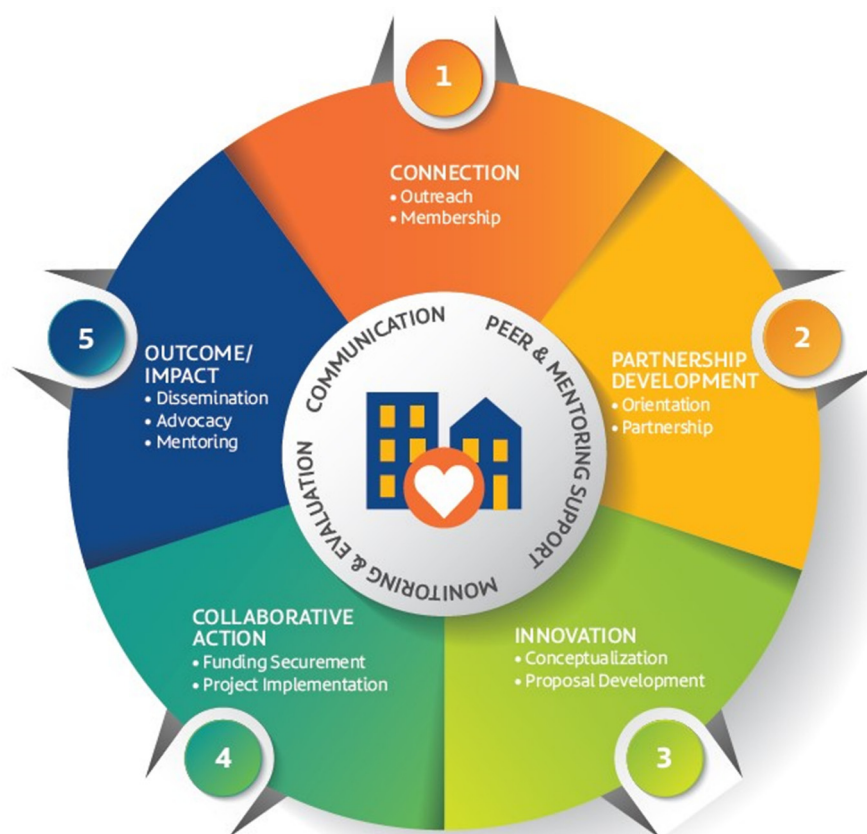 1
CONNECTION
• Outreach
• Membership
2
PARTNERSHIP
DEVELOPMENT
• Orientation
• Partnership
3
INNOVATION
• Conceptualization
• Proposal Development
4
COLLABORATIVE
ACTION
• Funding Securement
• Project Implementation
5
OUTCOME/
IMPACT
• Dissemination
• Advocacy
• Mentoring
COMMUNICATION
PEER & MENTORING SUPPORT
MONITORING & EVALUATION